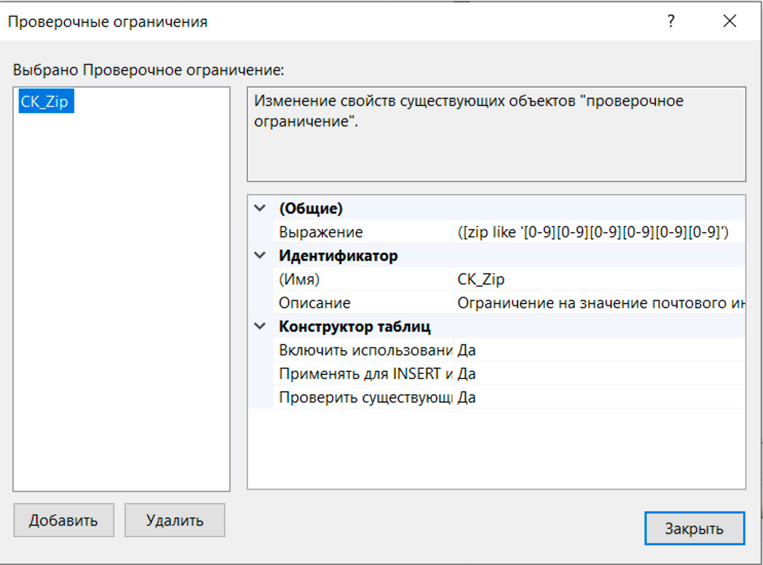 Проверочные ограничения
?
Выбрано Проверочное ограничение:
CK_Zip
Изменение свойств существующих объектов "проверочное
ограничение".
(Общие)
Выражение ([zip like '[0-9][0-9][0-9][0-9][0-9][0-9]')
Идентификатор
(Имя) CK_Zip
Описание Ограничение на значение почтового ин
Конструктор таблиц
Включить использовани Да
Применять для INSERT и Да
Проверить существующ Да
Добавить Удалить
Закрыть